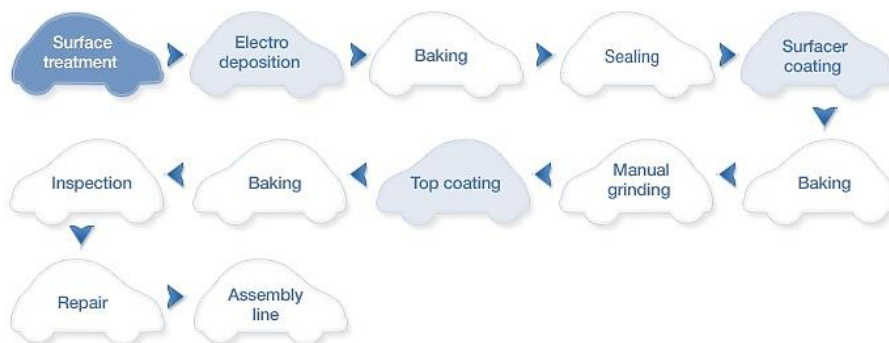 Surface
treatment
Electro
deposition
Baking
Sealing
Surfacer
coating
Baking
Manual
grinding
Top coating
Baking
Inspection
Repair
Assembly
line